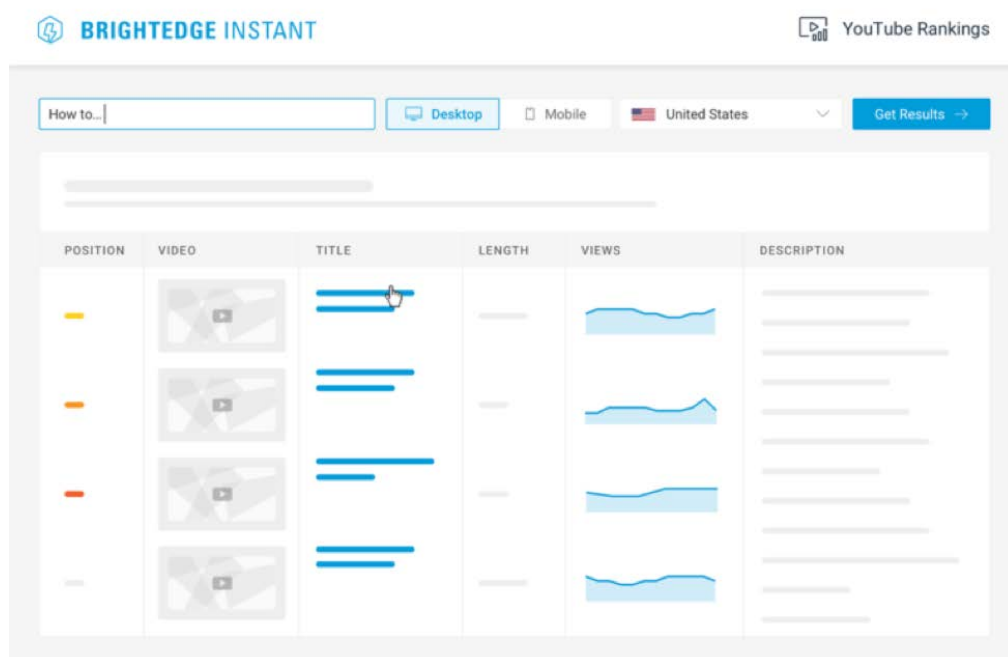 BRIGHTEDGE INSTANT
YouTube Rankings
How to...
Desktop
Mobile
United States
Get Results →
POSITION VIDEO TITLE LENGTH VIEWS DESCRIPTION